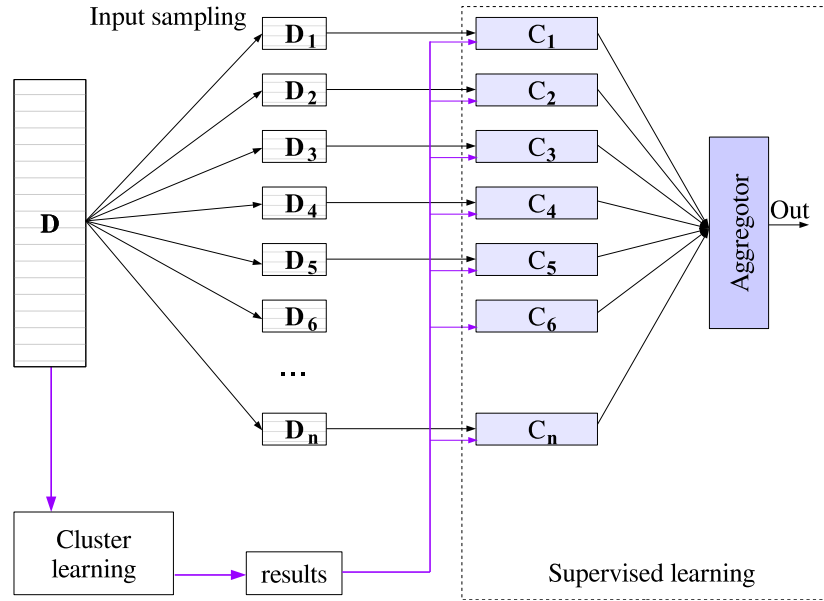 Input sampling
D
D1
D2
D3
D4
D5
D6
...
Dn
C1
C2
C3
C4
C5
C6
Cn
Aggregotor
Out
Cluster
learning
results
Supervised learning